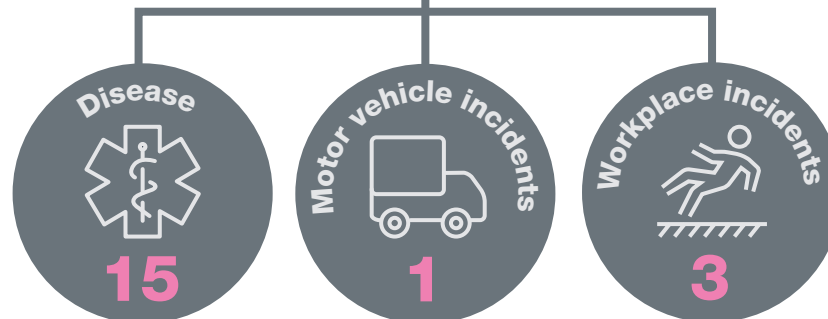 Disease
15
Motor vehicle incidents
1
Workplace incidents
3